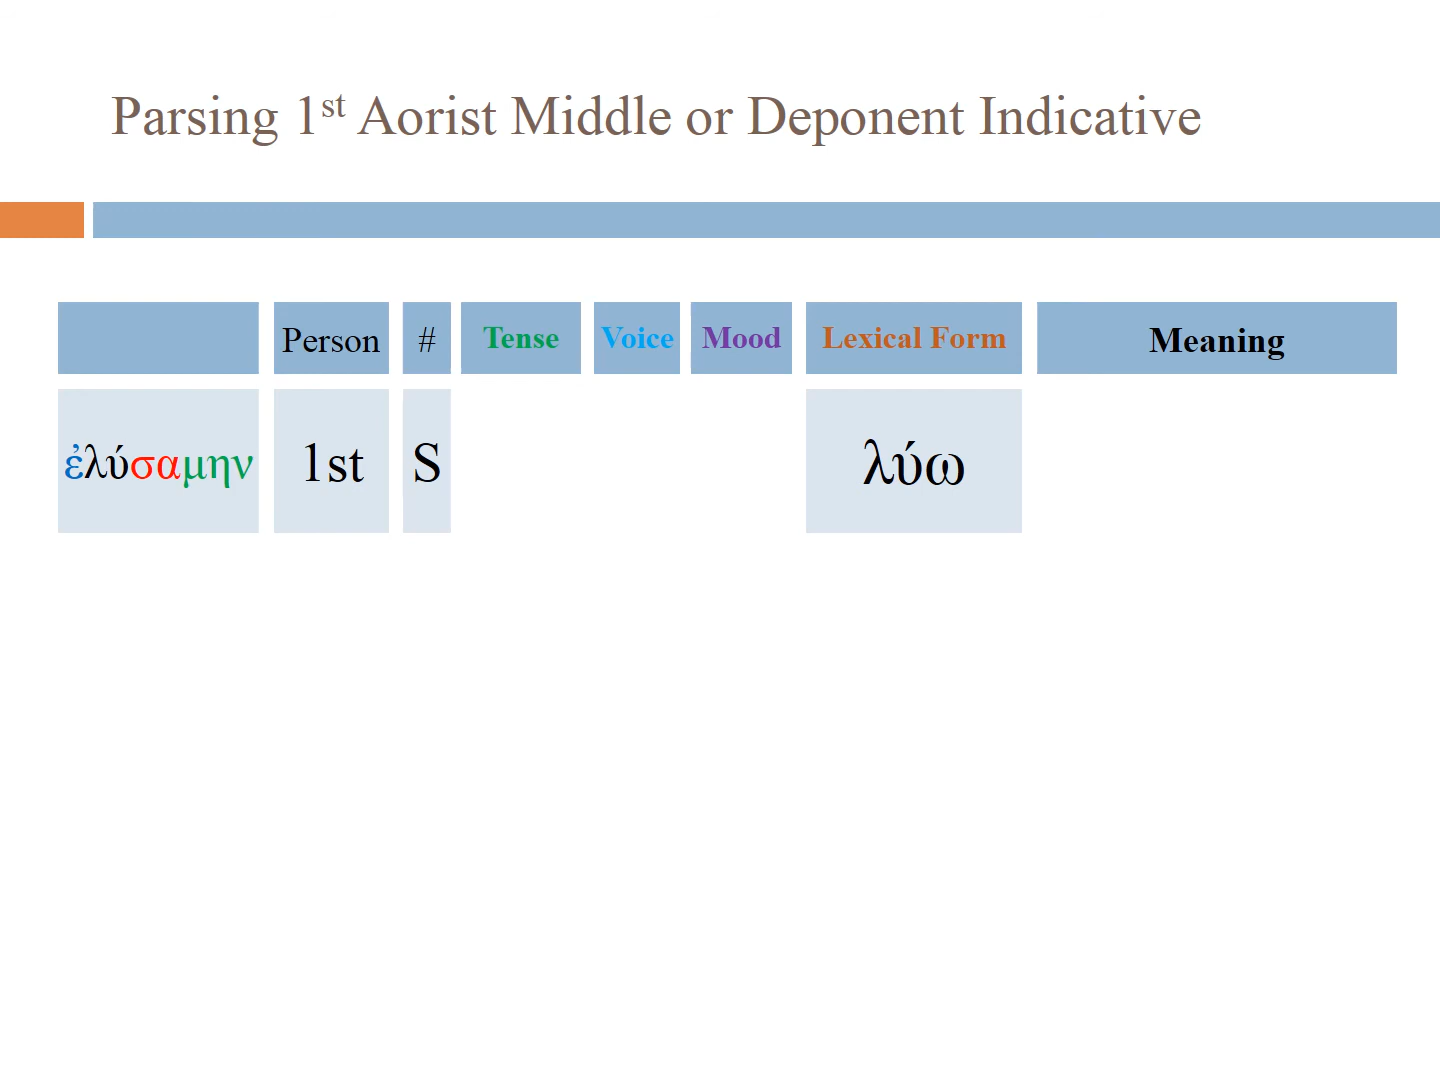 Parsing 1st Aorist Middle or Deponent Indicative
Person # Tense Voice Mood Lexical Form Meaning
ἐλύσαμην 1st S λύω